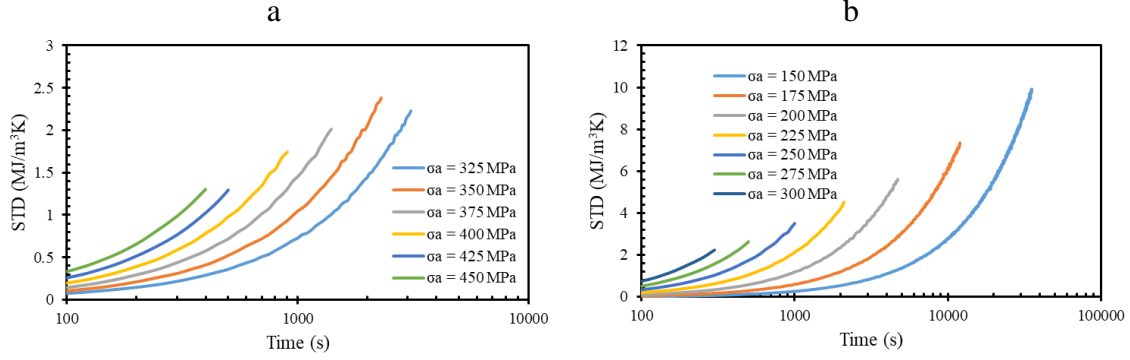 a
3
2.5
2
1.5
1
0.5
0
100
1000
10000
STD (MJ/m³K)
Time (s)
σa = 325 MPa
σa = 350 MPa
σa = 375 MPa
σa = 400 MPa
σa = 425 MPa
σa = 450 MPa
b
12
10
8
6
4
2
0
100
1000
10000
100000
STD (MJ/m³K)
Time (s)
σa = 150 MPa
σa = 175 MPa
σa = 200 MPa
σa = 225 MPa
σa = 250 MPa
σa = 275 MPa
σa = 300 MPa